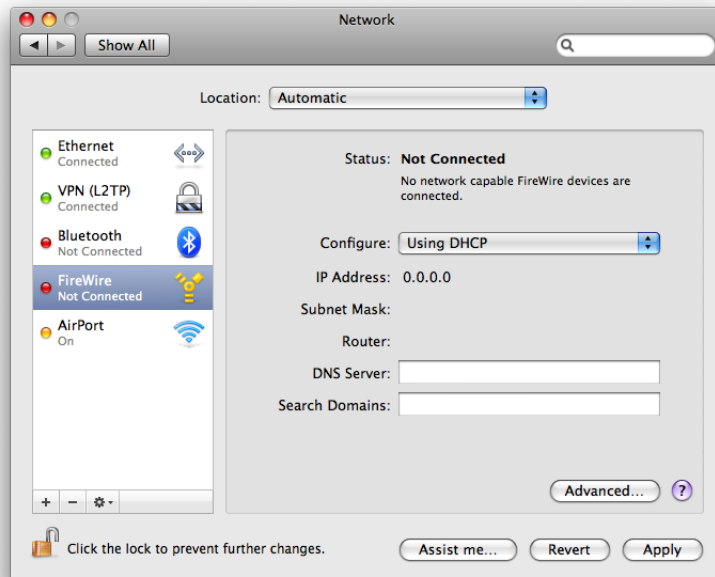 Network
Show All
Location: Automatic
Ethernet
Connected
VPN (L2TP)
Connected
Bluetooth
Not Connected
FireWire
Not Connected
AirPort
On
Status: Not Connected
No network capable FireWire devices are
connected.
Configure: Using DHCP
IP Address: 0.0.0.0
Subnet Mask:
Router:
DNS Server:
Search Domains:
Advanced... ?
Click the lock to prevent further changes.
Assist me... Revert Apply